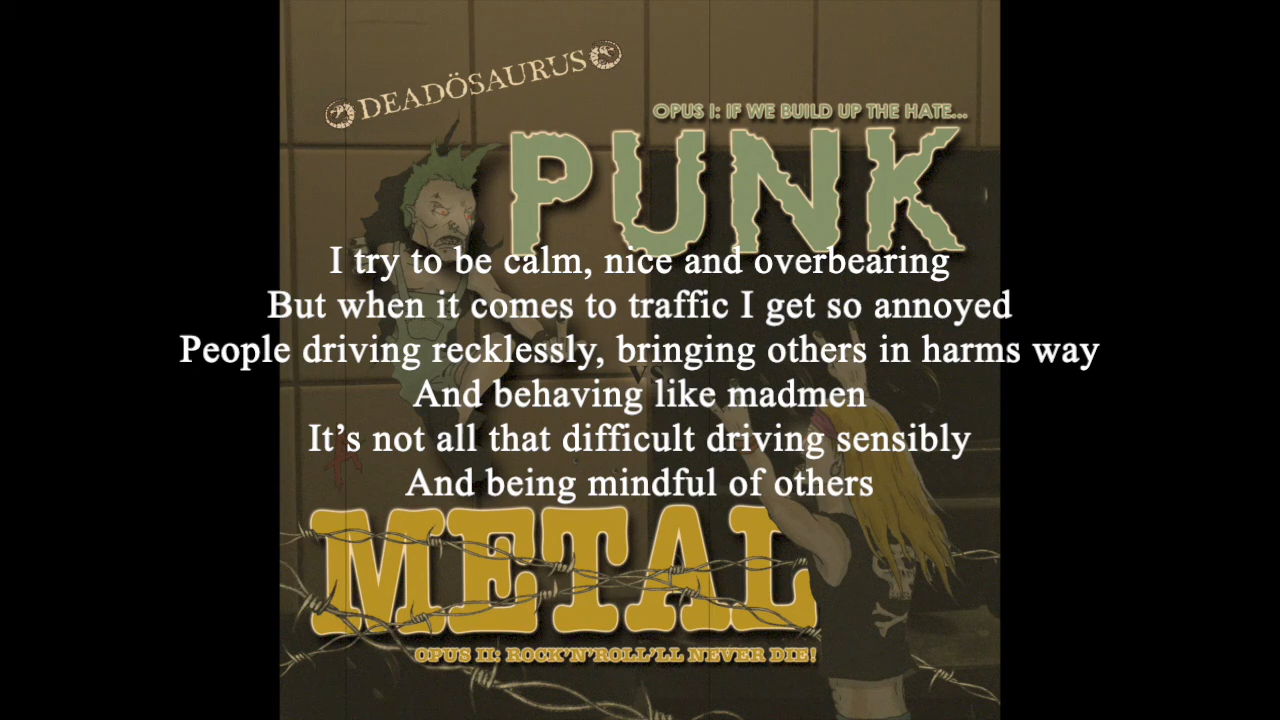 DEADÖSAURUS
OPUS I: IF WE BUILD UP THE HATE...
PUNK
I try to be calm, nice and overbearing
But when it comes to traffic I get so annoyed
People driving recklessly, bringing others in harms way
VS
And behaving like madmen
It’s not all that difficult driving sensibly
And being mindful of others
METAL
OPUS II: ROCK'N'ROLL'LL NEVER DIE!